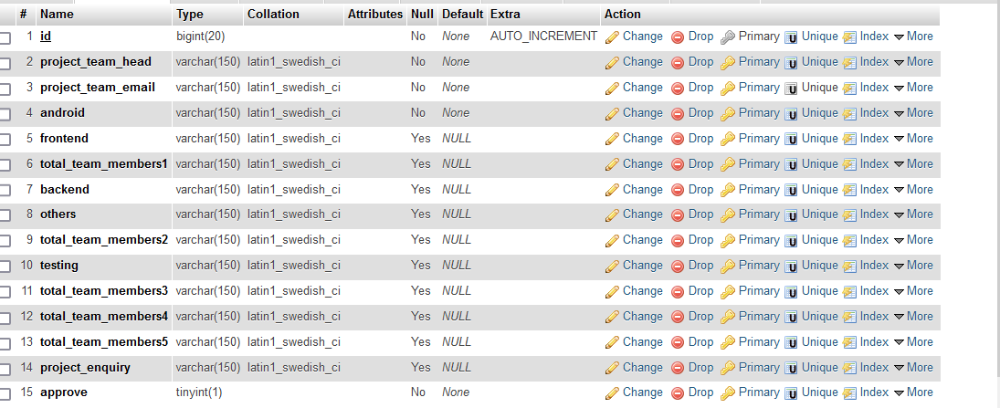 # Name Type Collation Attributes Null Default Extra Action
1 id bigint(20) No None AUTO_INCREMENT Change Drop Primary Unique Index More
2 project_team_head varchar(150) latin1_swedish_ci No None Change Drop Primary Unique Index More
3 project_team_email varchar(150) latin1_swedish_ci No None Change Drop Primary Unique Index More
4 android varchar(150) latin1_swedish_ci No None Change Drop Primary Unique Index More
5 frontend varchar(150) latin1_swedish_ci Yes NULL Change Drop Primary Unique Index More
6 total_team_members1 varchar(150) latin1_swedish_ci Yes NULL Change Drop Primary Unique Index More
7 backend varchar(150) latin1_swedish_ci Yes NULL Change Drop Primary Unique Index More
8 others varchar(150) latin1_swedish_ci Yes NULL Change Drop Primary Unique Index More
9 total_team_members2 varchar(150) latin1_swedish_ci Yes NULL Change Drop Primary Unique Index More
10 testing varchar(150) latin1_swedish_ci Yes NULL Change Drop Primary Unique Index More
11 total_team_members3 varchar(150) latin1_swedish_ci Yes NULL Change Drop Primary Unique Index More
12 total_team_members4 varchar(150) latin1_swedish_ci Yes NULL Change Drop Primary Unique Index More
13 total_team_members5 varchar(150) latin1_swedish_ci Yes NULL Change Drop Primary Unique Index More
14 project_enquiry varchar(150) latin1_swedish_ci Yes NULL Change Drop Primary Unique Index More
15 approve tinyint(1) No None Change Drop Primary Unique Index More